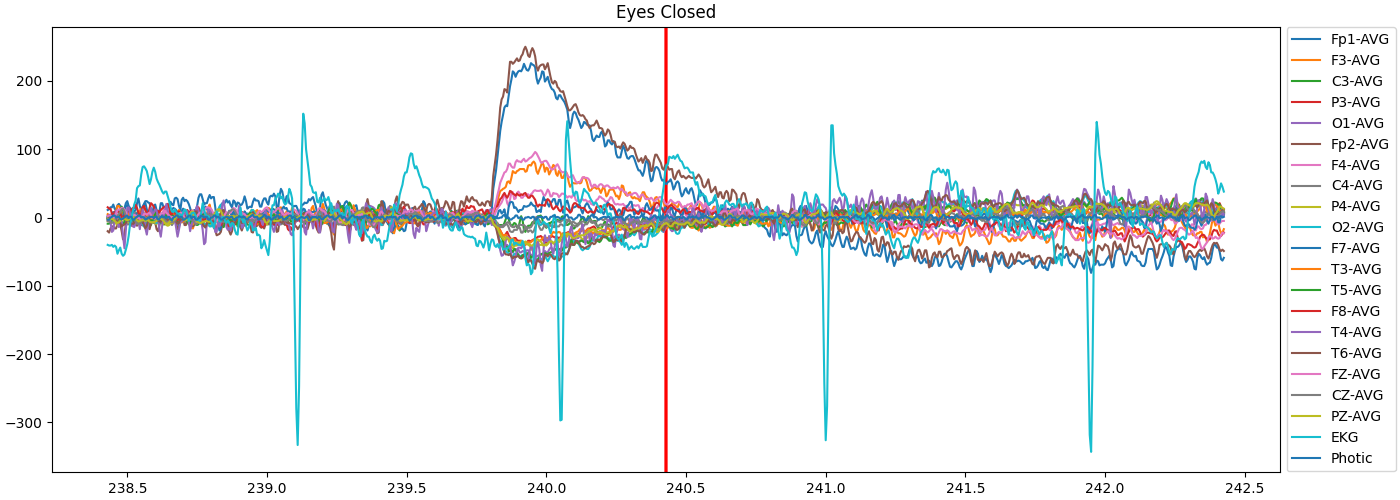 Eyes Closed
200
100
0
−100
−200
−300
238.5 239.0 239.5 240.0 240.5 241.0 241.5 242.0 242.5
Fp1-AVG
F3-AVG
C3-AVG
P3-AVG
O1-AVG
Fp2-AVG
F4-AVG
C4-AVG
P4-AVG
O2-AVG
F7-AVG
T3-AVG
T5-AVG
F8-AVG
T4-AVG
T6-AVG
FZ-AVG
CZ-AVG
PZ-AVG
EKG
Photic